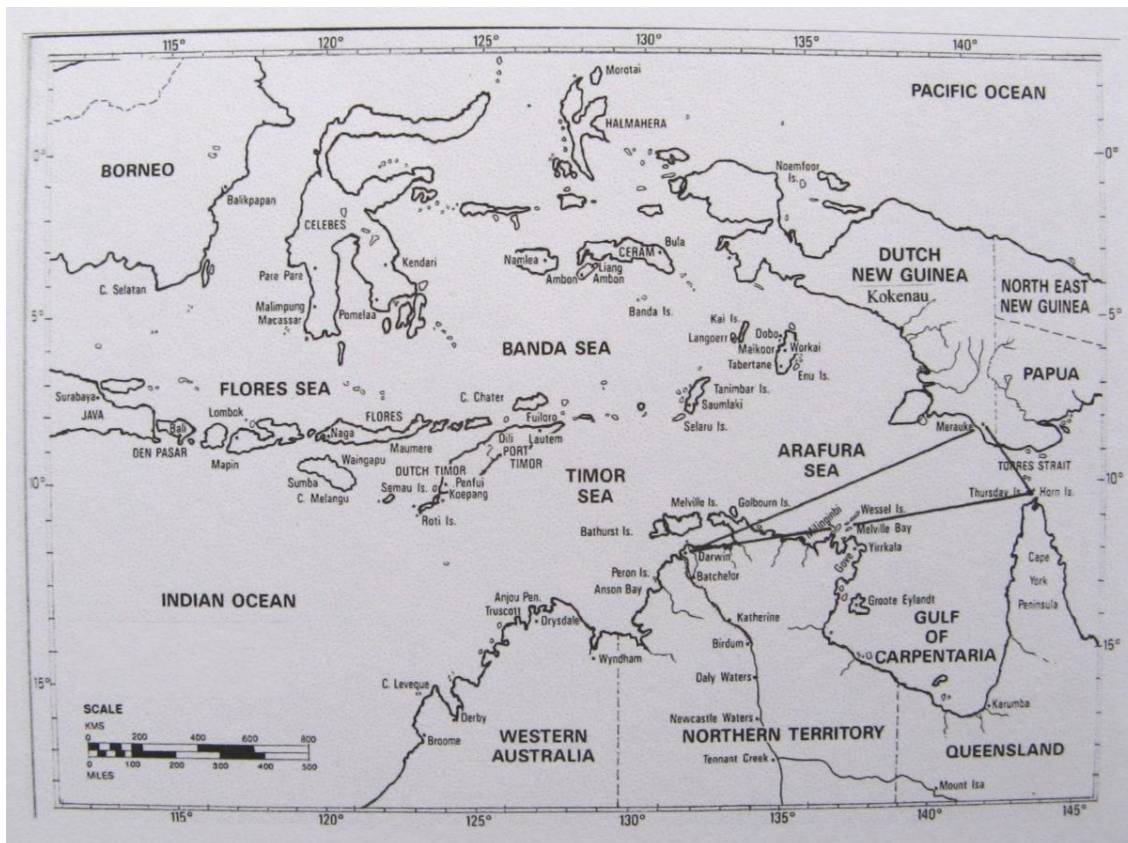 115°
120°
125°
130°
135°
140°
Morotai
PACIFIC OCEAN
HALMAHERA
0°
0°
BORNEO
Noemfoor
Is.
Balikpapan
CELEBES
Bula
Namlea
CERAM
Kendari
Liang
Ambon
Ambon
DUTCH
NEW GUINEA
Kokenau
NORTH EAST
NEW GUINEA
Pare Pare
C. Selatan
Malimpung
Macassar
Pomelaa
Banda Is.
Kai Is.
5°
5°
Langoerr
Dobo
Maikoor
Workai
Tabertane
Enu Is.
BANDA SEA
PAPUA
FLORES SEA
Tanimbar Is.
Saumlaki
Selaru Is.
Surabaya
JAVA
Lombok
C. Chater
FLORES
Fuiloro
Bali
Naga
Dili
Lautem
Merauke
DEN PASAR
Mapin
Maumere
PORT
TIMOR
ARAFURA
SEA
Waingapu
DUTCH TIMOR
TORRES STRAIT
Sumba
C. Melangu
Semau Is.
Penfui
Koepang
TIMOR
SEA
10°
10°
Roti Is.
Melville Is.
Golbourn Is.
Thursday Is.
Horn Is.
Wessel Is.
Milinginbi
Melville Bay
Bathurst Is.
Darwin
Gove
Yirrkala
Peron Is.
Batchelor
Anson Bay
Cape
York
Peninsula
INDIAN OCEAN
Anjou Pen.
Truscott
Drysdale
Groote Eylandt
Katherine
GULF
OF
CARPENTARIA
Birdum
Wyndham
15°
15°
C. Leveque
Daly Waters
Derby
Karumba
SCALE
KMS
0
200
400
600
800
Newcastle Waters
Broome
WESTERN
AUSTRALIA
NORTHERN TERRITORY
QUEENSLAND
0
100
200
300
400
500
MILES
Tennant Creek
Mount Isa
115°
120°
125°
130°
135°
140°
145°